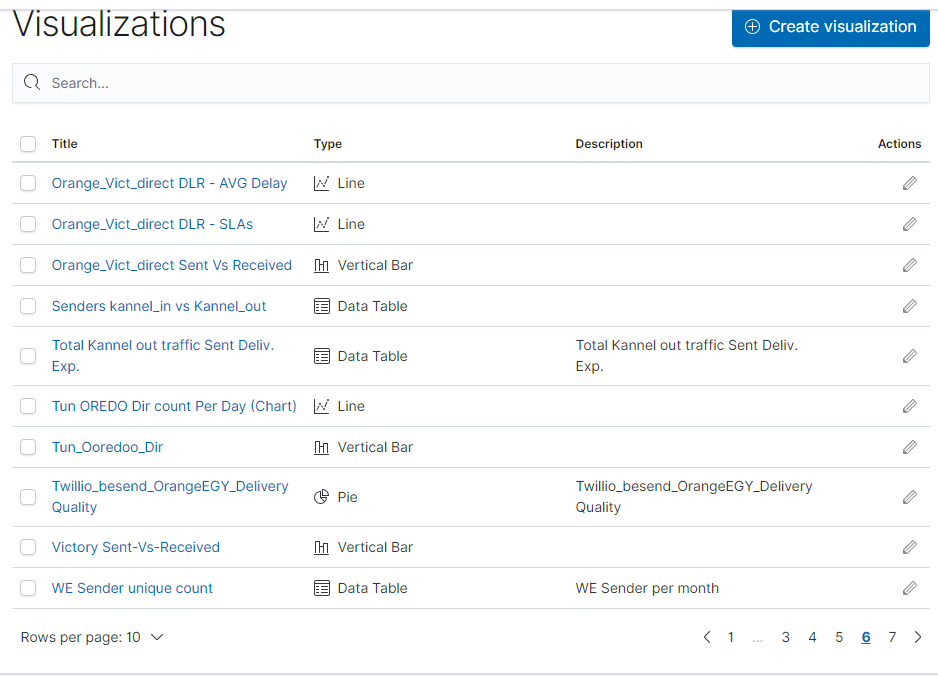 Visualizations
Create visualization
Search...
Title Type Description Actions
Orange_Vict_direct DLR - AVG Delay Line
Orange_Vict_direct DLR - SLAs Line
Orange_Vict_direct Sent Vs Received Vertical Bar
Senders kannel_in vs Kannel_out Data Table
Total Kannel out traffic Sent Deliv. Exp. Data Table Total Kannel out traffic Sent Deliv. Exp.
Tun OREDO Dir count Per Day (Chart) Line
Tun_Ooredoo_Dir Vertical Bar
Twillio_besend_OrangeEGY_Delivery Quality Pie Twillio_besend_OrangeEGY_Delivery Quality
Victory Sent-Vs-Received Vertical Bar
WE Sender unique count Data Table WE Sender per month
Rows per page: 10 1 ... 3 4 5 6 7